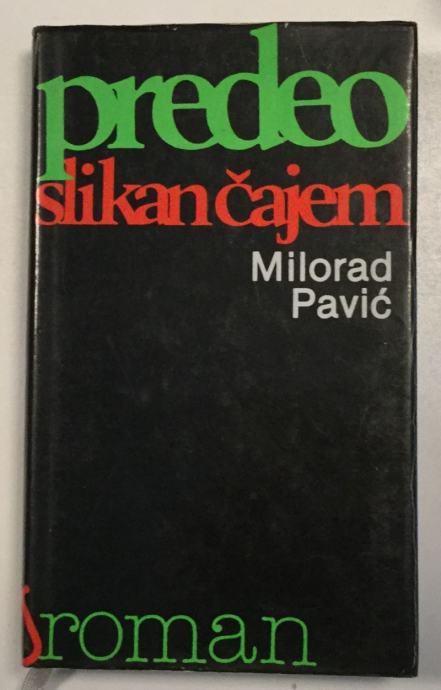 predeo
slikan čajem
Milorad
Pavić
roman